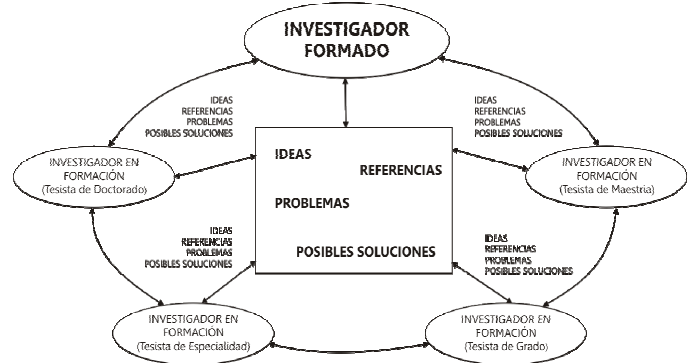 INVESTIGADOR
FORMADO
IDEAS
REFERENCIAS
PROBLEMAS
POSIBLES SOLUCIONES
IDEAS
REFERENCIAS
PROBLEMAS
POSIBLES SOLUCIONES
IDEAS
REFERENCIAS
PROBLEMAS
POSIBLES SOLUCIONES
INVESTIGADOR EN
FORMACIÓN
(Tesista de Doctorado)
INVESTIGADOR EN
FORMACIÓN
(Tesista de Maestria)
IDEAS
REFERENCIAS
PROBLEMAS
POSIBLES SOLUCIONES
IDEAS
REFERENCIAS
PROBLEMAS
POSIBLES SOLUCIONES
INVESTIGADOR EN
FORMACIÓN
(Tesista de Especialidad)
INVESTIGADOR EN
FORMACIÓN
(Tesista de Grado)